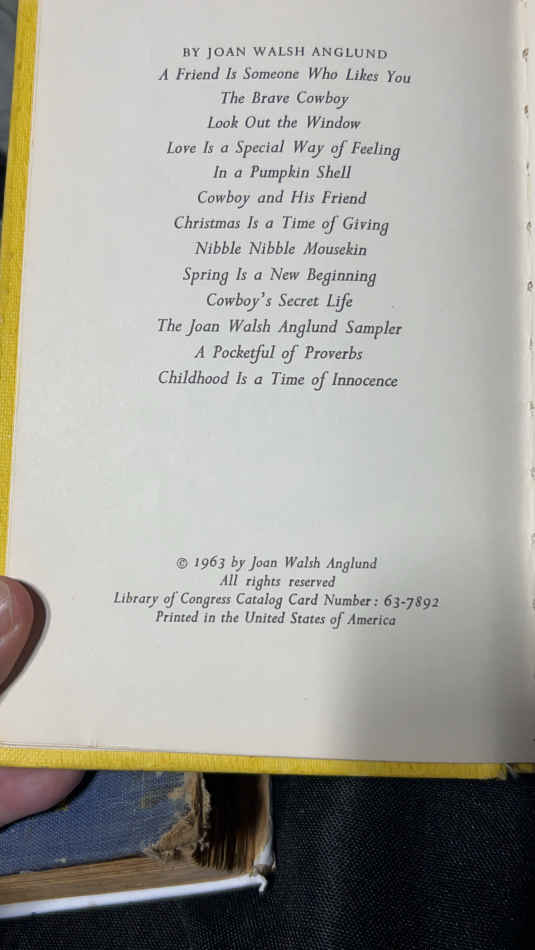 BY JOAN WALSH ANGLUND
A Friend Is Someone Who Likes You
The Brave Cowboy
Look Out the Window
Love Is a Special Way of Feeling
In a Pumpkin Shell
Cowboy and His Friend
Christmas Is a Time of Giving
Nibble Nibble Mousekin
Spring Is a New Beginning
Cowboy's Secret Life
The Joan Walsh Anglund Sampler
A Pocketful of Proverbs
Childhood Is a Time of Innocence
© 1963 by Joan Walsh Anglund
All rights reserved
Library of Congress Catalog Card Number: 63-7892
Printed in the United States of America